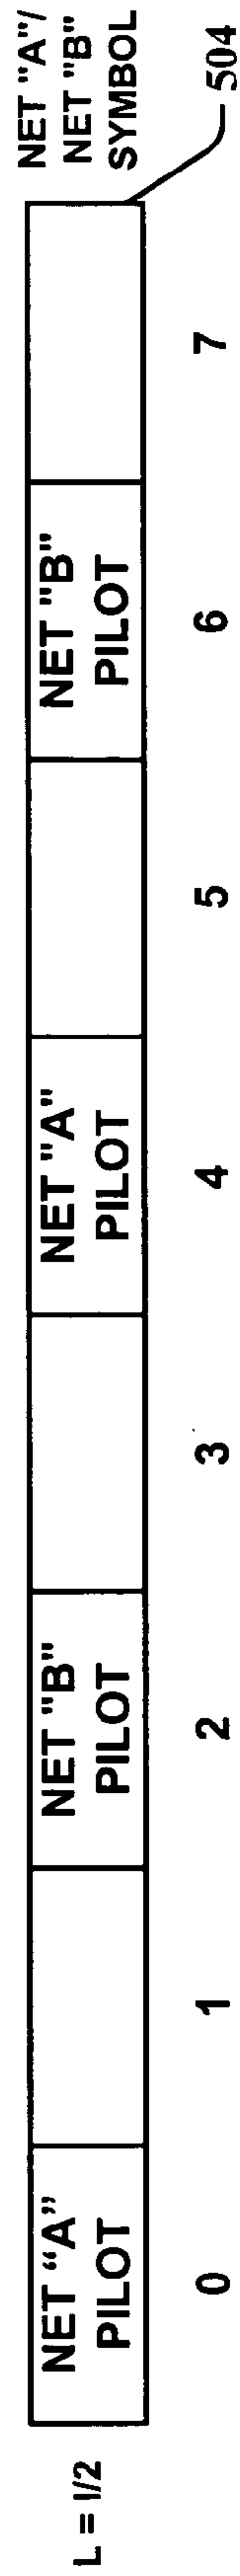 L = 1/2
NET “A”
PILOT
NET "B"
PILOT
NET "A"
PILOT
NET "B"
PILOT
NET "A"/
NET "B"
SYMBOL
504
0 1 2 3 4 5 6 7